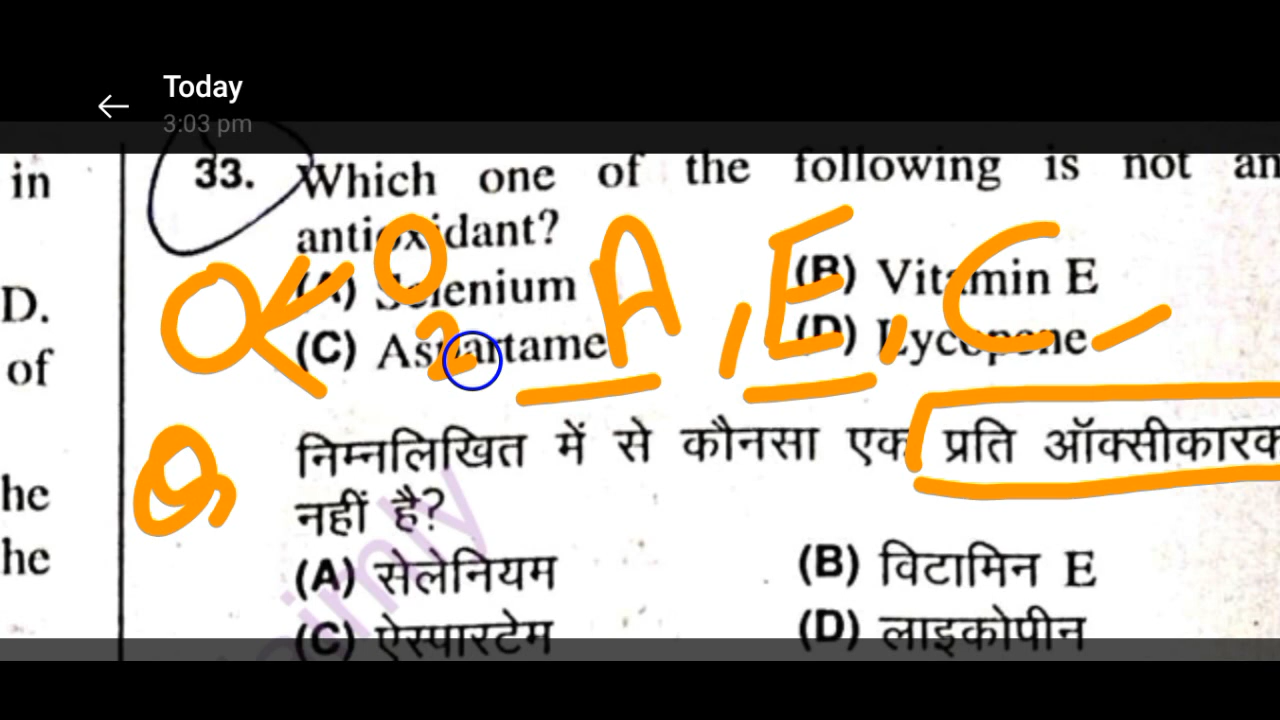 Today
3:03 pm
in
33. Which one of the following is not an
antioxidant?
D.
(A) Selenium (B) Vitamin E
of
(C) Aspartame (D) Lycopene
O O2 A, E, C,
निम्नलिखित में से कौनसा एक प्रति ऑक्सीकारक
he
नहीं है?
he
(A) सेलेनियम (B) विटामिन E
(C) ऐस्पारटेम (D) लाइकोपीन